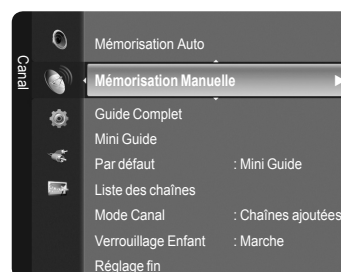 Canal
Mémorisation Auto
Mémorisation Manuelle
Guide Complet
Mini Guide
Par défaut : Mini Guide
Liste des chaînes
Mode Canal : Chaînes ajoutées
Verrouillage Enfant : Marche
Réglage fin